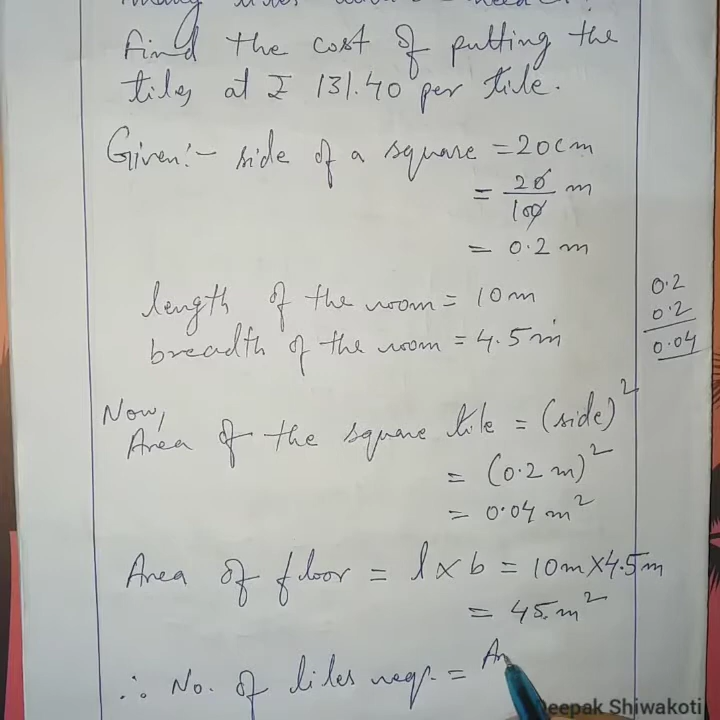 Find the cost of putting the
tiles at ₹ 131.40 per tile.
Given:- side of a square = 20cm
= 20/100 m
= 0.2 m
length of the room = 10m
breadth of the room = 4.5m
0.2
0.2
0.04
Now,
Area of the square tile = (side)²
= (0.2 m)²
= 0.04 m²
Area of floor = l × b = 10m × 4.5m
= 45 m²
∴ No. of tiles req. = Ar
Deepak Shiwakoti